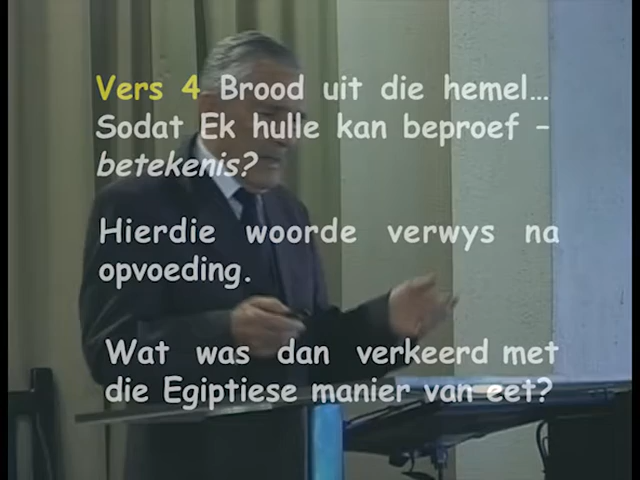 Vers 4 Brood uit die hemel…
Sodat Ek hulle kan beproef –
betekenis?
Hierdie woorde verwys na
opvoeding.
Wat was dan verkeerd met
die Egiptiese manier van eet?